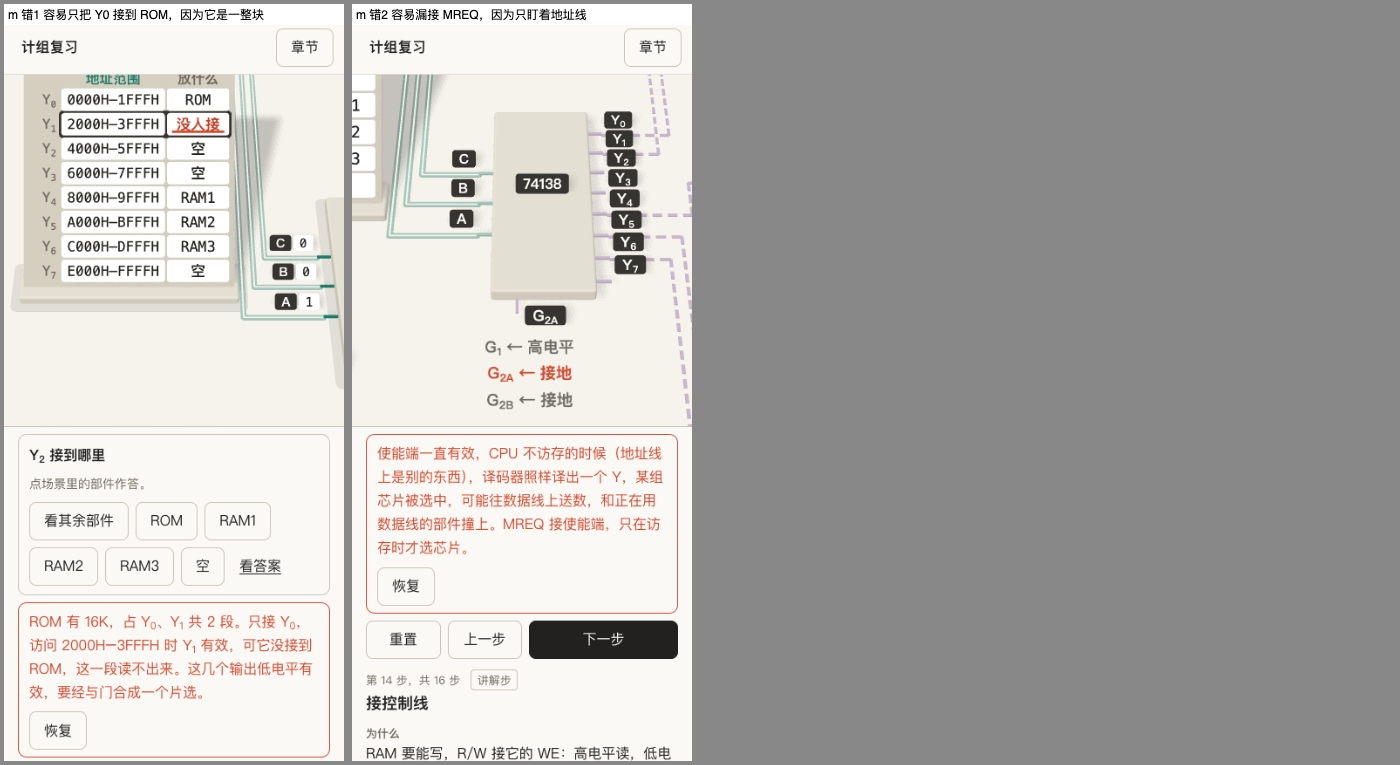 m 错1 容易只把 Y0 接到 ROM，因为它是一整块
计组复习
章节
地址范围
放什么
Y₀ 0000H—1FFFH ROM
Y₁ 2000H—3FFFH 没人接
Y₂ 4000H—5FFFH 空
Y₃ 6000H—7FFFH 空
Y₄ 8000H—9FFFH RAM1
Y₅ A000H—BFFFH RAM2
Y₆ C000H—DFFFH RAM3
Y₇ E000H—FFFFH 空
C 0
B 0
A 1
Y₂ 接到哪里
点场景里的部件作答。
看其余部件
ROM
RAM1
RAM2
RAM3
空
看答案
ROM 有 16K，占 Y₀、Y₁ 共 2 段。只接 Y₀，
访问 2000H—3FFFH 时 Y₁ 有效，可它没接到
ROM，这一段读不出来。这几个输出低电平有
效，要经与门合成一个片选。
恢复
m 错2 容易漏接 MREQ，因为只盯着地址线
计组复习
章节
1
2
3
C
B
A
74138
Y₀
Y₁
Y₂
Y₃
Y₄
Y₅
Y₆
Y₇
G₂ₐ
G₁ ← 高电平
G₂ₐ ← 接地
G₂B ← 接地
使能端一直有效，CPU 不访存的时候（地址线
上是别的东西），译码器照样译出一个 Y，某组
芯片被选中，可能往数据线上送数，和正在用
数据线的部件撞上。MREQ 接使能端，只在访
存时才选芯片。
恢复
重置
上一步
下一步
第 14 步，共 16 步
讲解步
接控制线
为什么
RAM 要能写，R/W 接它的 WE：高电平读，低电